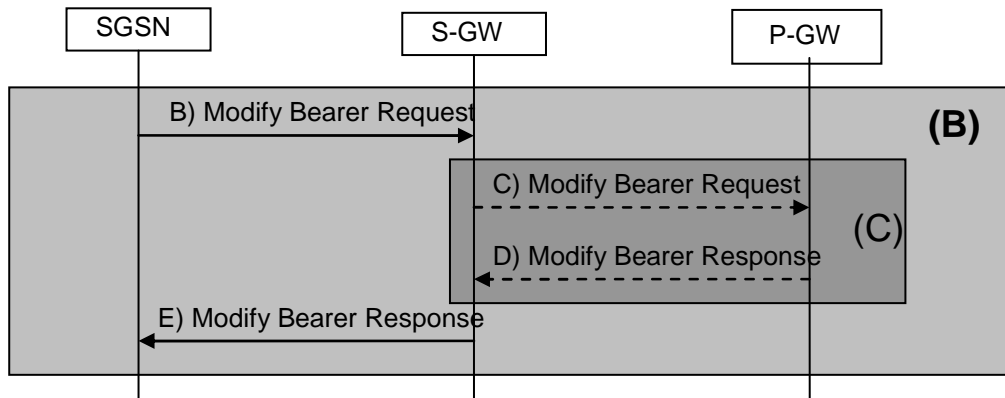 SGSN
S-GW
P-GW
B) Modify Bearer Request
(B)
C) Modify Bearer Request
(C)
D) Modify Bearer Response
E) Modify Bearer Response